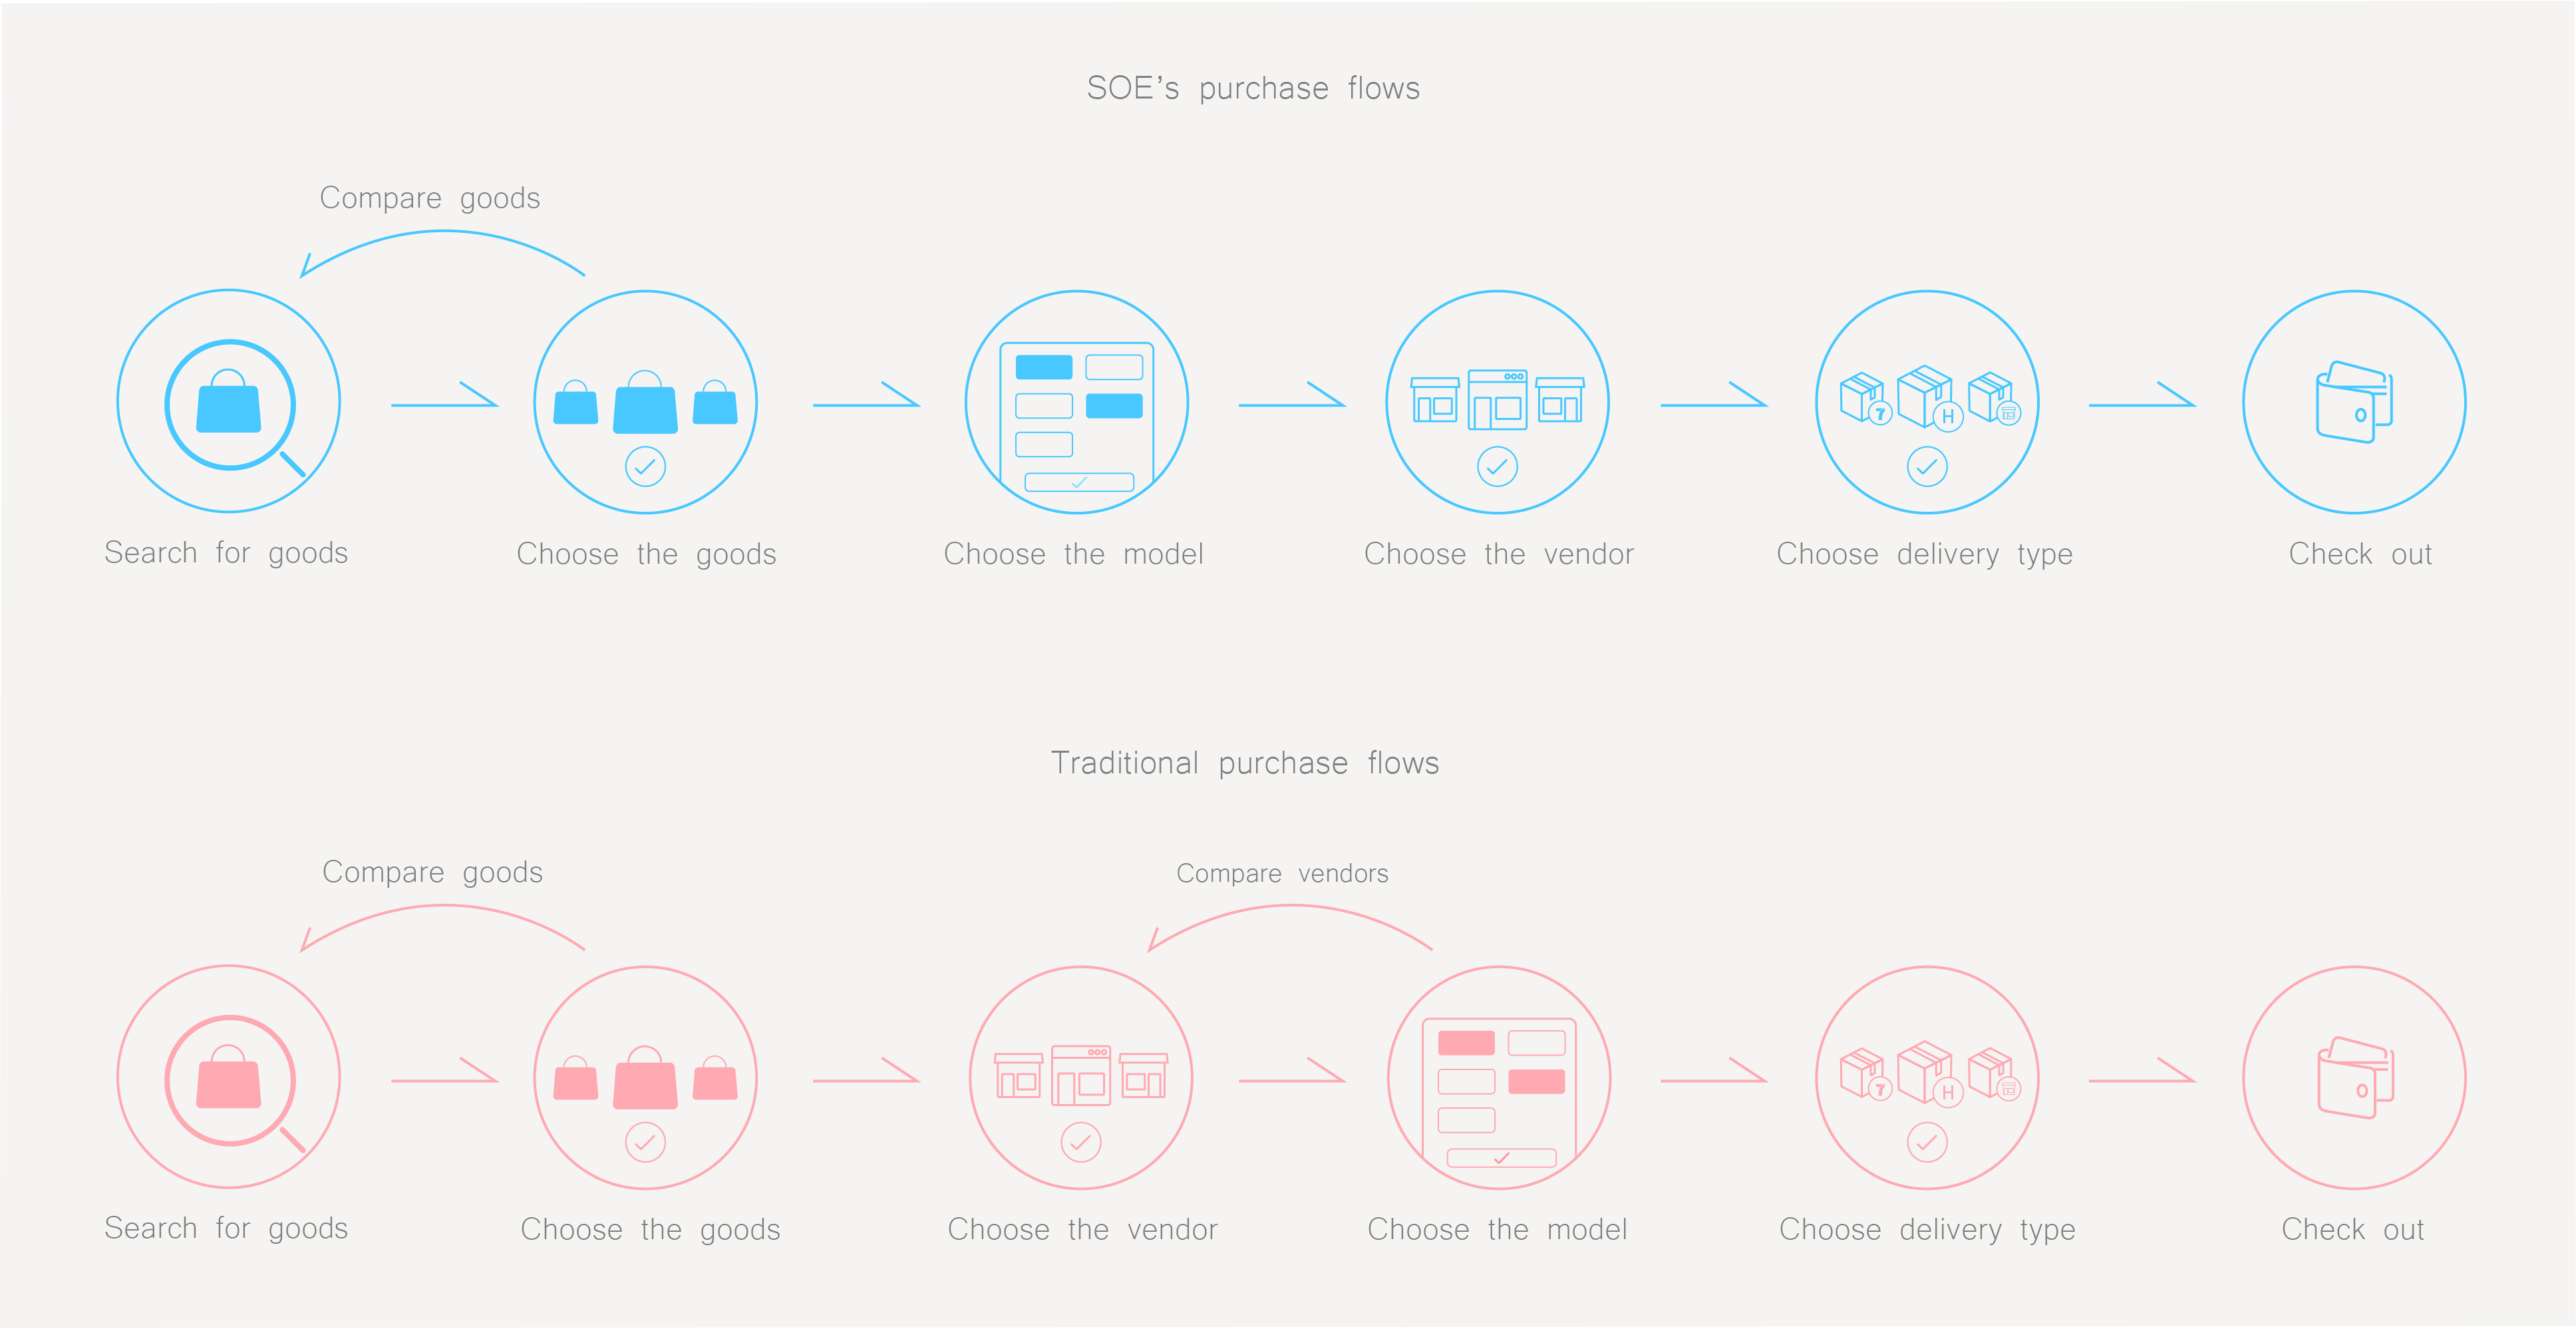 SOE's purchase flows
Compare goods
7
H
Search for goods
Choose the goods
Choose the model
Choose the vendor
Choose delivery type
Check out
Traditional purchase flows
Compare goods
Compare vendors
7
H
Search for goods
Choose the goods
Choose the vendor
Choose the model
Choose delivery type
Check out